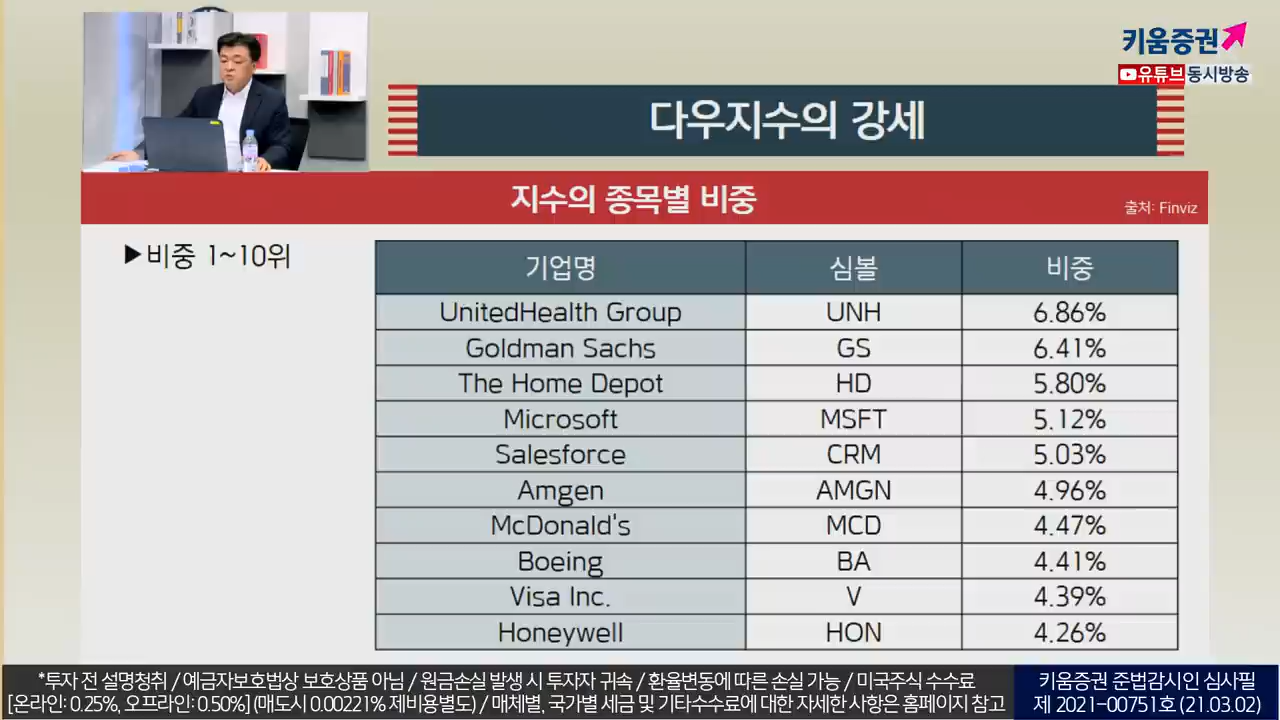 키움증권
유튜브 동시방송
다우지수의 강세
지수의 종목별 비중
출처: Finviz
▶비중 1~10위
기업명 심볼 비중
UnitedHealth Group UNH 6.86%
Goldman Sachs GS 6.41%
The Home Depot HD 5.80%
Microsoft MSFT 5.12%
Salesforce CRM 5.03%
Amgen AMGN 4.96%
McDonald's MCD 4.47%
Boeing BA 4.41%
Visa Inc. V 4.39%
Honeywell HON 4.26%
*투자 전 설명청취 / 예금자보호법상 보호상품 아님 / 원금손실 발생 시 투자자 귀속 / 환율변동에 따른 손실 가능 / 미국주식 수수료
[온라인: 0.25%, 오프라인: 0.50%] (매도시 0.00221% 제비용별도) / 매체별, 국가별 세금 및 기타수수료에 대한 자세한 사항은 홈페이지 참고
키움증권 준법감시인 심사필
제 2021-00751호 (21.03.02)